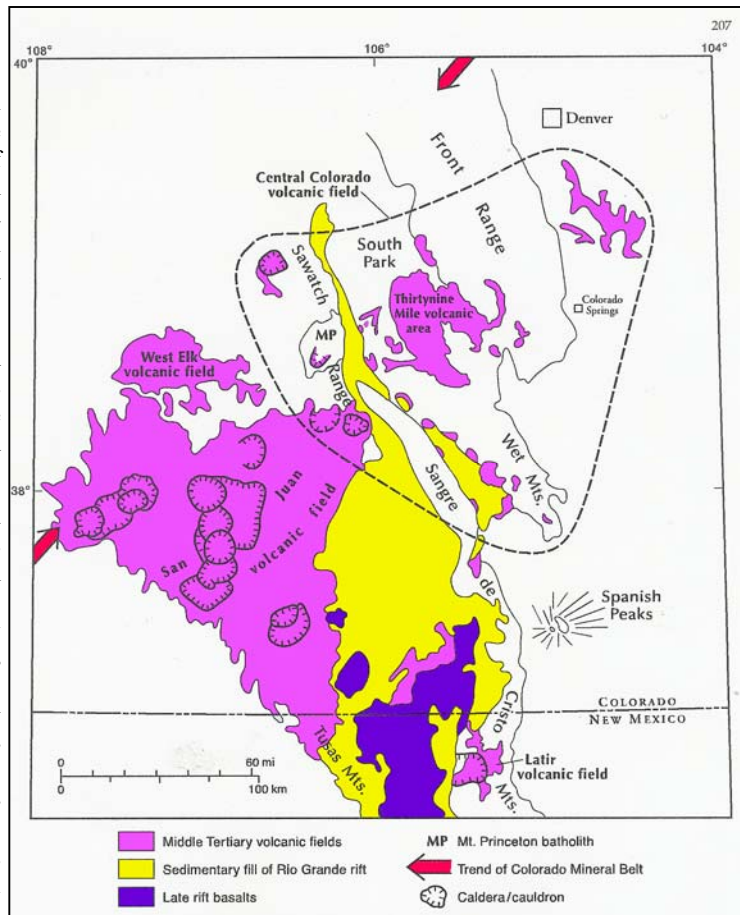 207
108°
106°
104°
40°
Denver
Front
Range
Central Colorado
volcanic field
South
Park
Sawatch
Range
Thirtynine
Mile volcanic
area
Colorado
Springs
MP
West Elk
volcanic field
Wet Mts.
38°
San
Juan
volcanic field
Sangre
de
Cristo
Mts.
Spanish
Peaks
COLORADO
NEW MEXICO
Tusas Mts.
Latir
volcanic field
0 60 mi
0 100 km
Middle Tertiary volcanic fields
Sedimentary fill of Rio Grande rift
Late rift basalts
MP Mt. Princeton batholith
Trend of Colorado Mineral Belt
Caldera/cauldron